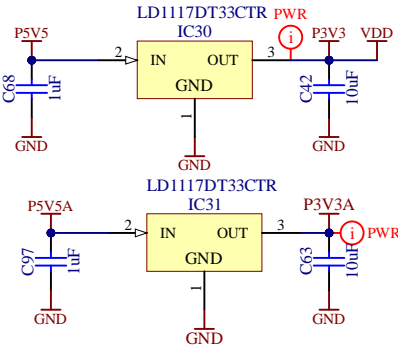 LD1117DT33CTR
PWR
P5V5
IC30
P3V3
VDD
i
2
IN
OUT
3
C68
1uF
GND
C42
10uF
1
GND
GND
GND
LD1117DT33CTR
P5V5A
IC31
P3V3A
2
IN
OUT
3
i
PWR
C97
1uF
GND
C63
10uF
1
GND
GND
GND